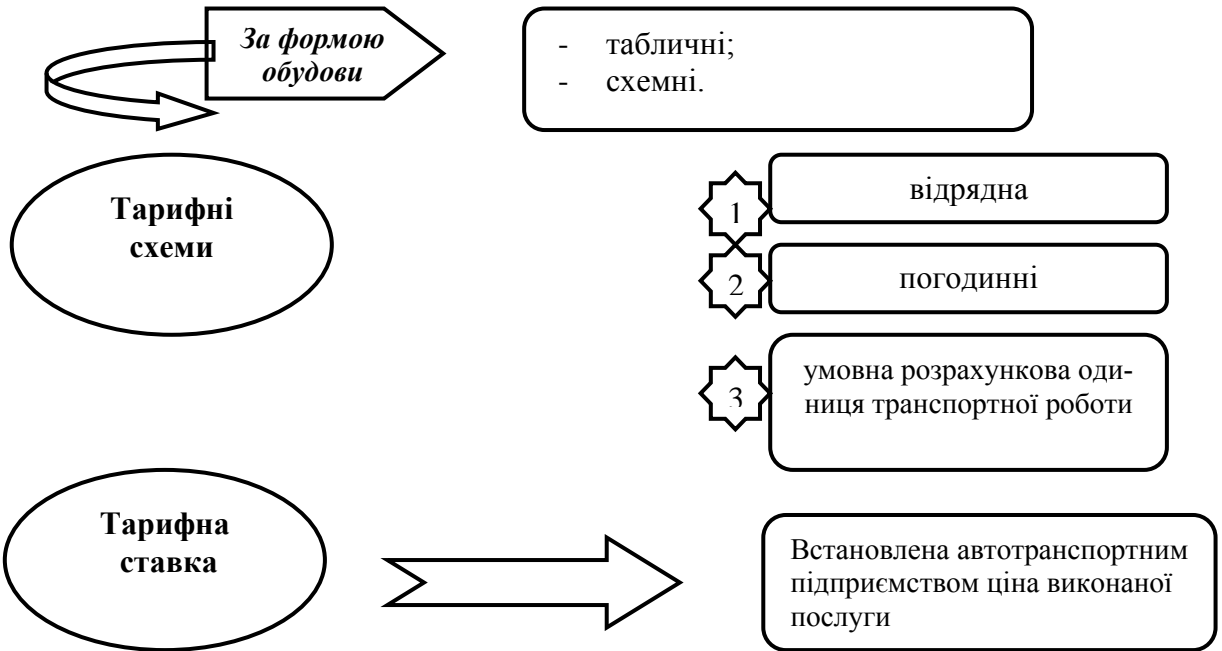 За формою
обудови
- табличні;
- схемні.
Тарифні
схеми
1
відрядна
2
погодинні
3
умовна розрахункова оди-
ниця транспортної роботи
Тарифна
ставка
Встановлена автотранспортним
підприємством ціна виконаної
послуги